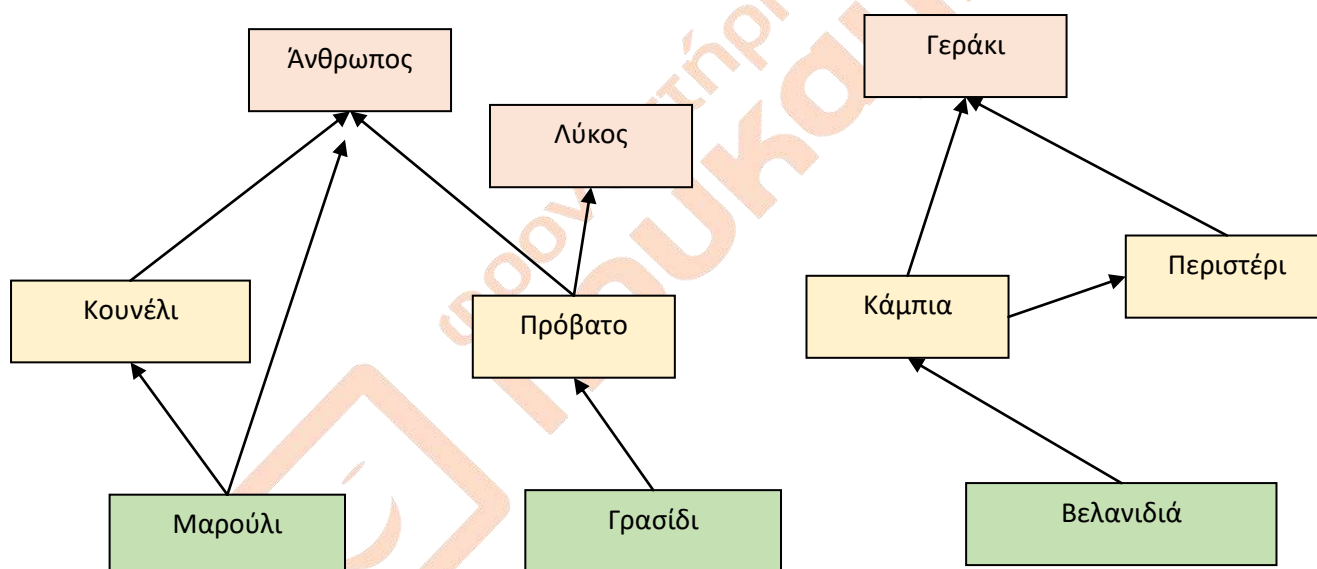 Άνθρωπος
Γεράκι
Λύκος
Κουνέλι
Πρόβατο
Κάμπια
Περιστέρι
Μαρούλι
Γρασίδι
Βελανιδιά